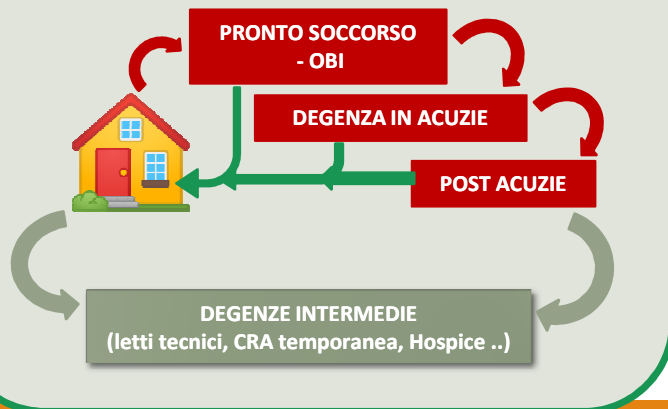 PRONTO SOCCORSO
- OBI
DEGENZA IN ACUZIE
POST ACUZIE
DEGENZE INTERMEDIE
(letti tecnici, CRA temporanea, Hospice ..)